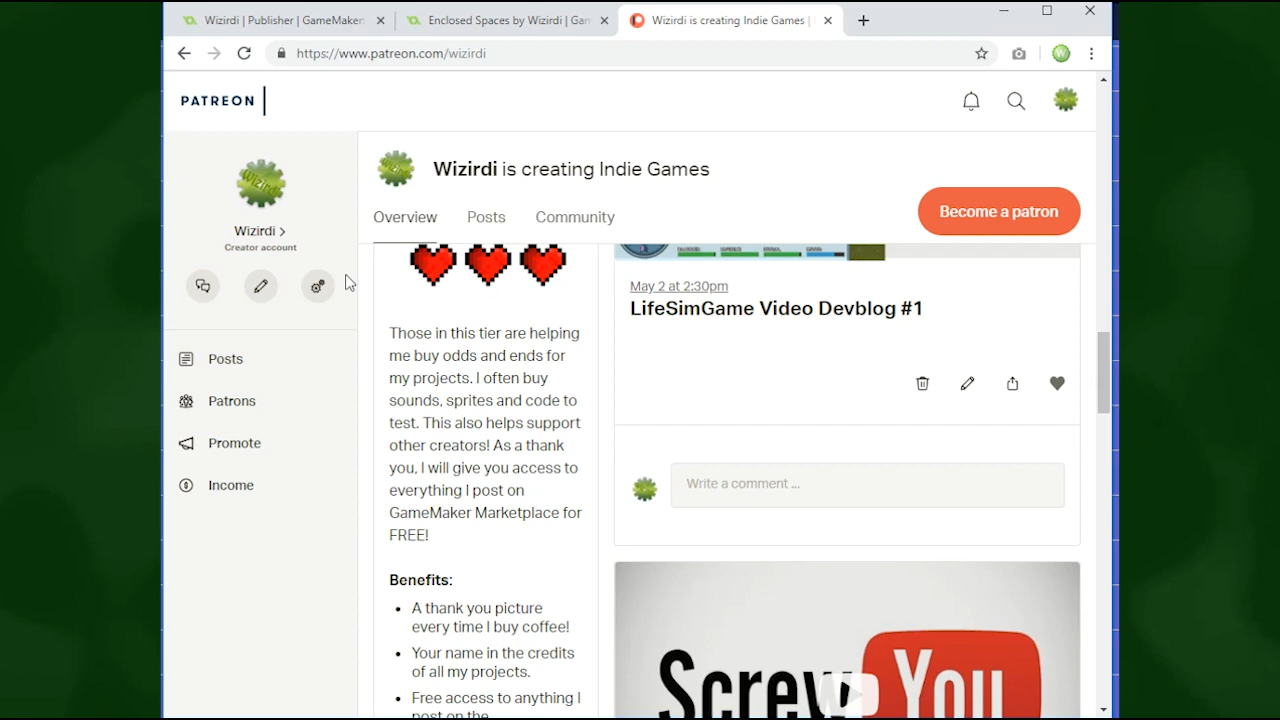 Wizirdi | Publisher | GameMaker
Enclosed Spaces by Wizirdi | Gam
Wizirdi is creating Indie Games |
https://www.patreon.com/wizirdi
PATREON
Wizirdi
Creator account
Posts
Patrons
Promote
Income
Wizirdi is creating Indie Games
Overview
Posts
Community
Become a patron
Those in this tier are helping
me buy odds and ends for
my projects. I often buy
sounds, sprites and code to
test. This also helps support
other creators! As a thank
you, I will give you access to
everything I post on
GameMaker Marketplace for
FREE!
Benefits:
• A thank you picture
every time I buy coffee!
• Your name in the credits
of all my projects.
• Free access to anything I
post on the
May 2 at 2:30pm
LifeSimGame Video Devblog #1
Write a comment ...
Screw You